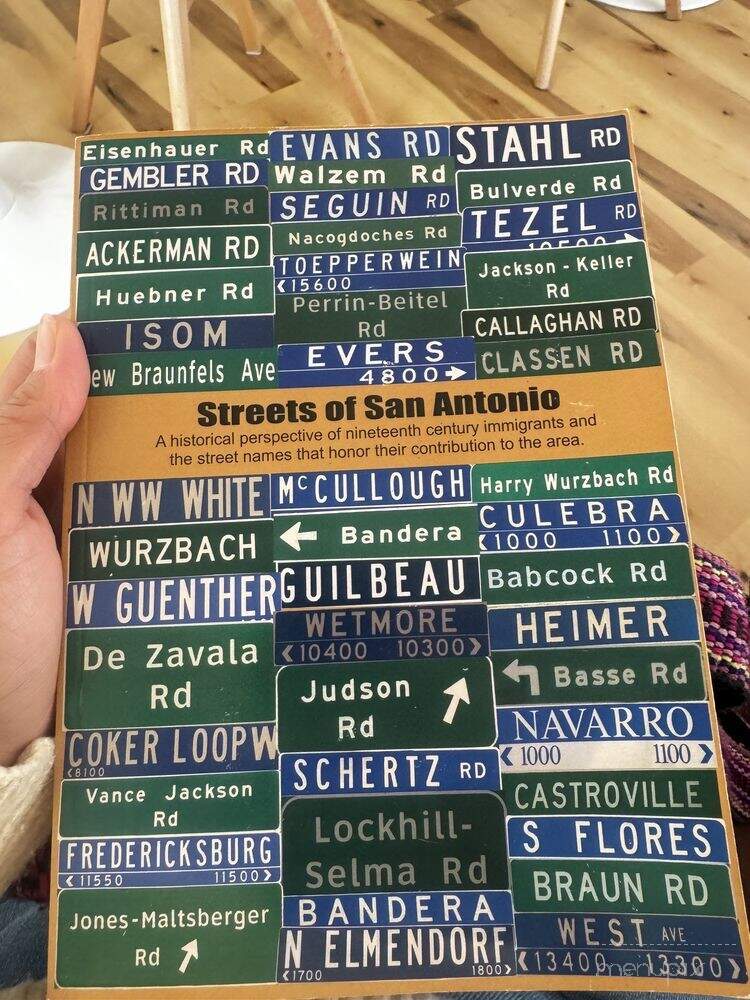 Eisenhauer Rd
GEMBLER RD
Rittiman Rd
ACKERMAN RD
Huebner Rd
ISOM
ew Braunfels Ave
EVANS RD
Walzem Rd
SEGUIN RD
Nacogdoches Rd
TOEPPERWEIN
15600
Perrin-Beitel
Rd
EVERS
4800
STAHL RD
Bulverde Rd
TEZEL RD
Jackson-Keller
Rd
CALLAGHAN RD
CLASSEN RD
Streets of San Antonio
A historical perspective of nineteenth century immigrants and
the street names that honor their contribution to the area.
N WW WHITE
WURZBACH
W GUENTHER
De Zavala
Rd
COKER LOOP W
8100
Vance Jackson
Rd
FREDERICKSBURG
11550 11500
Jones-Maltsberger
Rd
McCULLOUGH
Bandera
GUILBEAU
WETMORE
10400 10300
Judson
Rd
SCHERTZ RD
Lockhill-
Selma Rd
BANDERA
N ELMENDORF
1700 1800
Harry Wurzbach Rd
CULEBRA
1000 1100
Babcock Rd
HEIMER
Basse Rd
NAVARRO
1000 1100
CASTROVILLE
S FLORES
BRAUN RD
WEST AVE
13400 13300
menupix